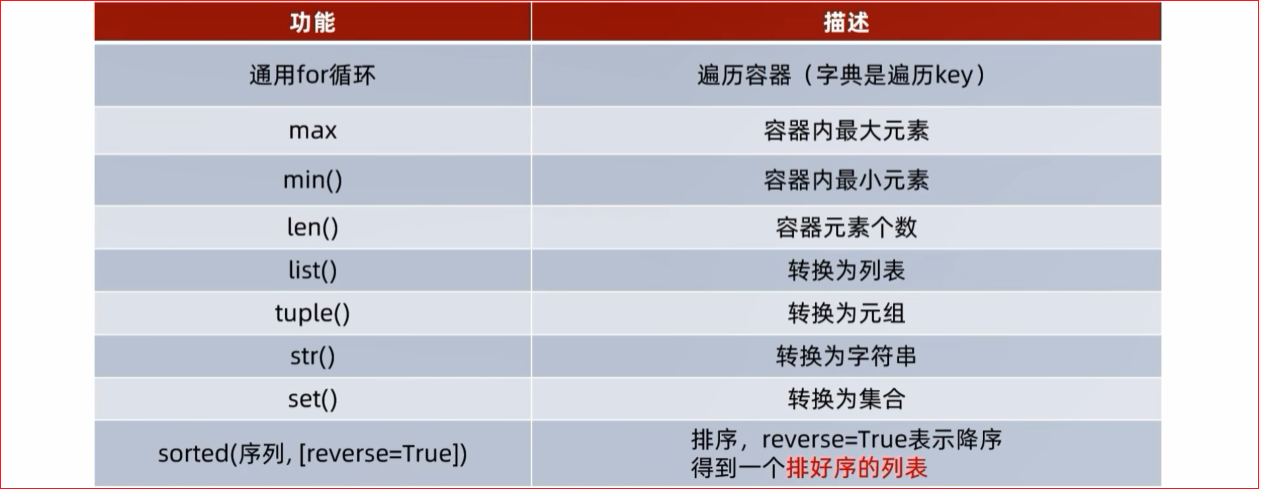 功能 描述
通用for循环 遍历容器（字典是遍历key）
max 容器内最大元素
min() 容器内最小元素
len() 容器元素个数
list() 转换为列表
tuple() 转换为元组
str() 转换为字符串
set() 转换为集合
sorted(序列, [reverse=True]) 排序，reverse=True表示降序
得到一个排好序的列表